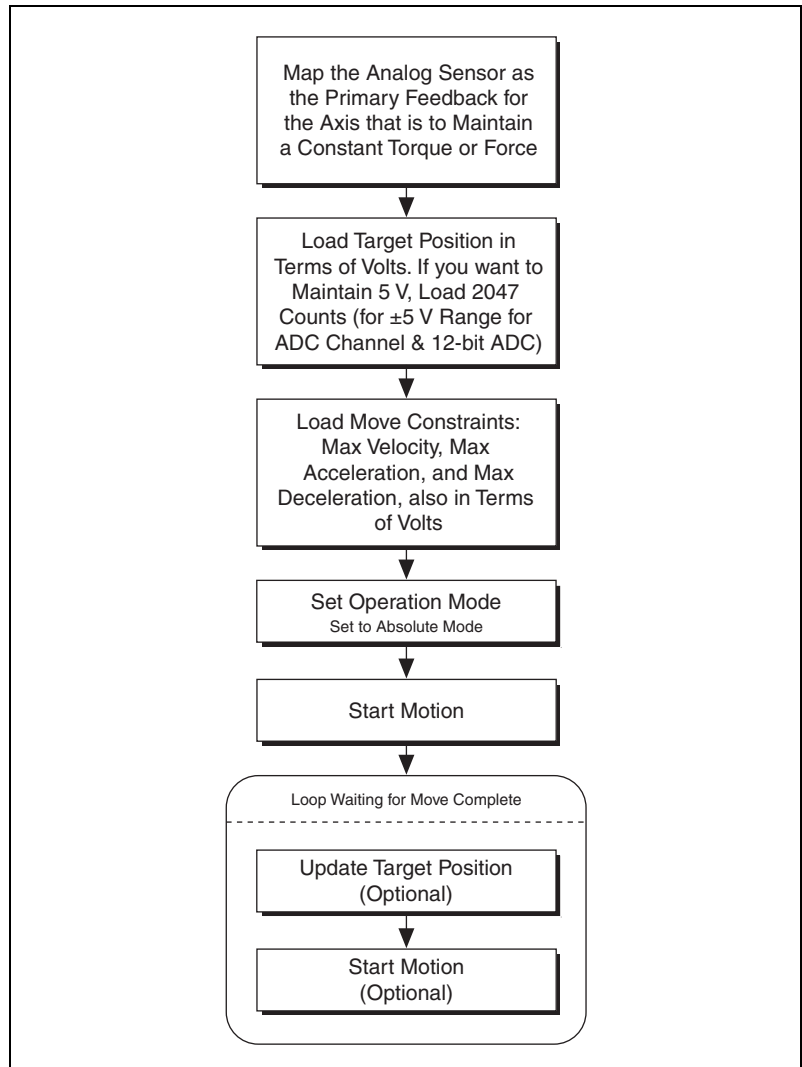 Map the Analog Sensor as
the Primary Feedback for
the Axis that is to Maintain
a Constant Torque or Force
Load Target Position in
Terms of Volts. If you want to
Maintain 5 V, Load 2047
Counts (for ±5 V Range for
ADC Channel & 12-bit ADC)
Load Move Constraints:
Max Velocity, Max
Acceleration, and Max
Deceleration, also in Terms
of Volts
Set Operation Mode
Set to Absolute Mode
Start Motion
Loop Waiting for Move Complete
Update Target Position
(Optional)
Start Motion
(Optional)